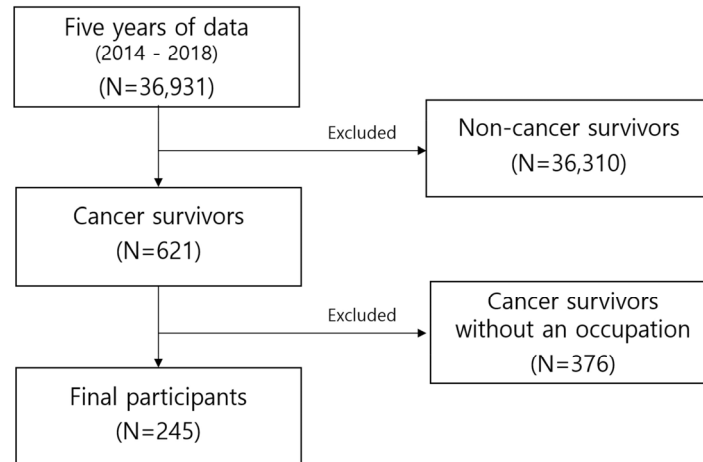 Five years of data
(2014 - 2018)
(N=36,931)
Excluded
Non-cancer survivors
(N=36,310)
Cancer survivors
(N=621)
Excluded
Cancer survivors
without an occupation
(N=376)
Final participants
(N=245)